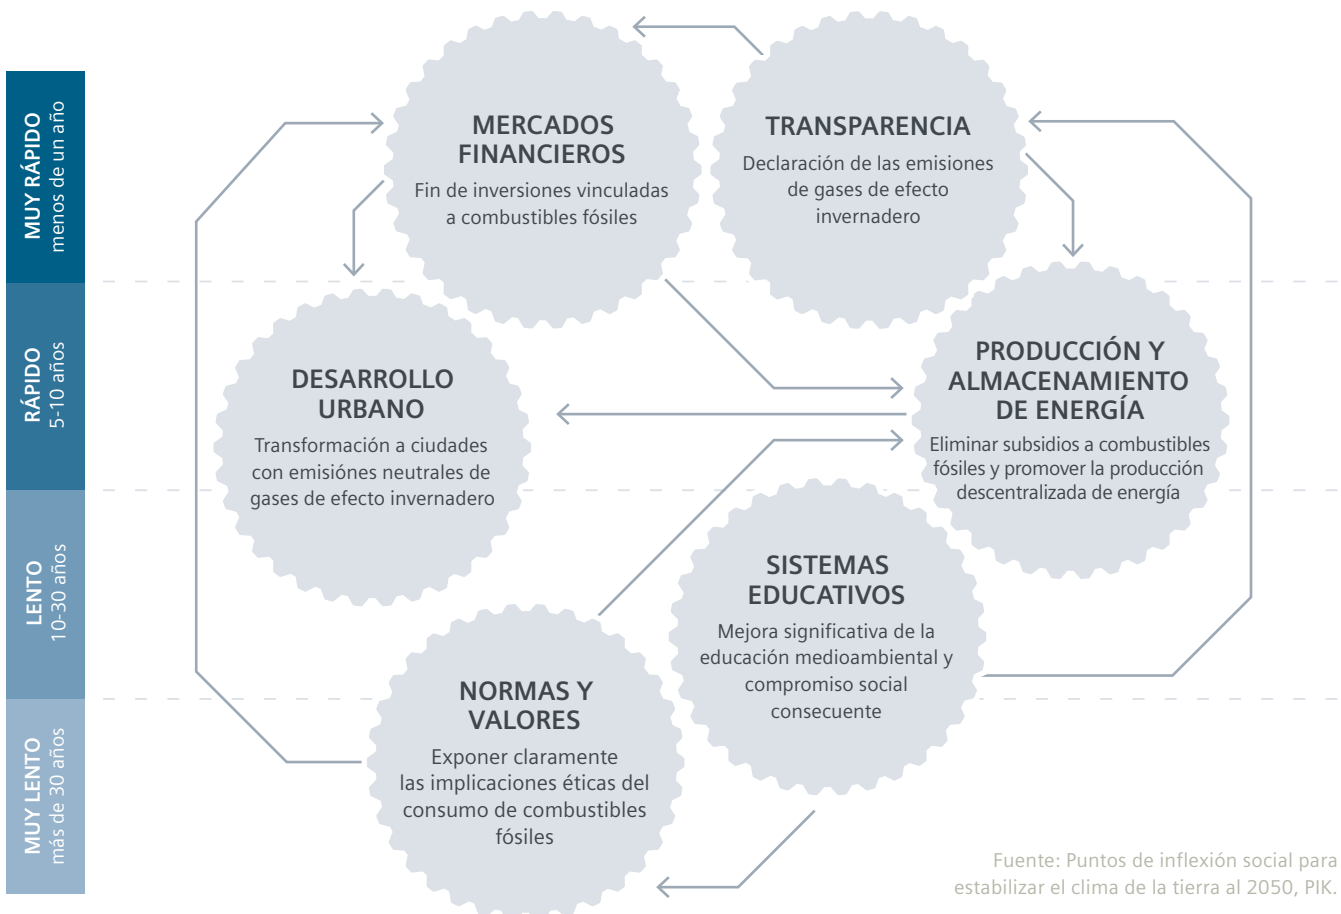 MUY RÁPIDO
menos de un año
RÁPIDO
5-10 años
LENTO
10-30 años
MUY LENTO
más de 30 años
MERCADOS
FINANCIEROS
Fin de inversiones vinculadas
a combustibles fósiles
TRANSPARENCIA
Declaración de las emisiones
de gases de efecto
invernadero
DESARROLLO
URBANO
Transformación a ciudades
con emisiónes neutrales de
gases de efecto invernadero
PRODUCCIÓN Y
ALMACENAMIENTO
DE ENERGÍA
Eliminar subsidios a combustibles
fósiles y promover la producción
descentralizada de energía
SISTEMAS
EDUCATIVOS
Mejora significativa de la
educación medioambiental y
compromiso social
consecuente
NORMAS Y
VALORES
Exponer claramente
las implicaciones éticas del
consumo de combustibles
fósiles
Fuente: Puntos de inflexión social para
estabilizar el clima de la tierra al 2050, PIK.